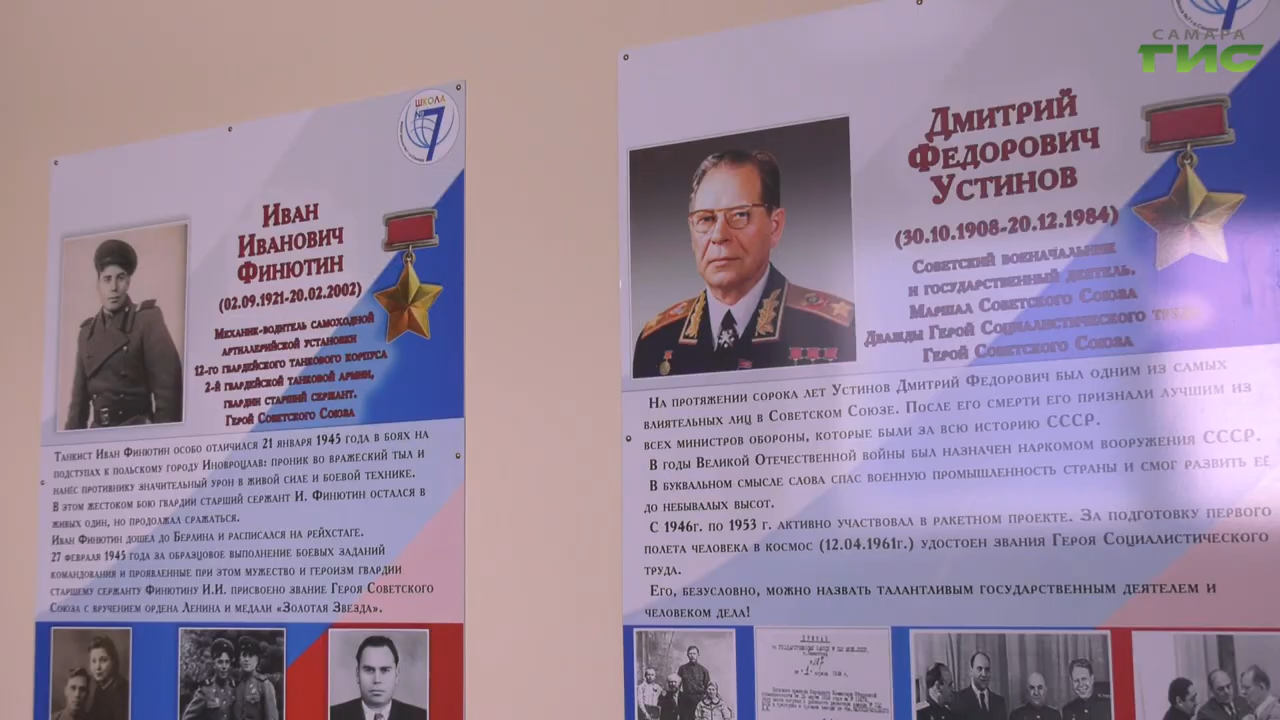 САМАРА
ГИС
ШКОЛА
№7
Иван
Иванович
Финютин
(02.09.1921-20.02.2002)
Механик-водитель самоходной
артиллерийской установки
12-го гвардейского танкового корпуса
2-й гвардейской танковой армии,
гвардии старший сержант.
Герой Советского Союза
Танкист Иван Финютин особо отличился 21 января 1945 года в боях на
подступах к польскому городу Иновроцлав: проник во вражеский тыл и
нанёс противнику значительный урон в живой силе и боевой технике.
В этом жестоком бою гвардии старший сержант И. Финютин остался в
живых один, но продолжал сражаться.
Иван Финютин дошел до Берлина и расписался на рейхстаге.
27 февраля 1945 года за образцовое выполнение боевых заданий
командования и проявленные при этом мужество и героизм гвардии
старшему сержанту Финютину И.И. присвоено звание Героя Советского
Союза с вручением ордена Ленина и медали «Золотая Звезда».
7
Дмитрий
Федорович
Устинов
(30.10.1908-20.12.1984)
Советский военачальник
и государственный деятель.
Маршал Советского Союза
Дважды Герой Социалистического труда
Герой Советского Союза
На протяжении сорока лет Устинов Дмитрий Федорович был одним из самых
влиятельных лиц в Советском Союзе. После его смерти его признали лучшим из
всех министров обороны, которые были за всю историю СССР.
В годы Великой Отечественной войны был назначен наркомом вооружения СССР.
В буквальном смысле слова спас военную промышленность страны и смог развить её
до небывалых высот.
С 1946г. по 1953 г. активно участвовал в ракетном проекте. За подготовку первого
полета человека в космос (12.04.1961г.) удостоен звания Героя Социалистического
труда.
Его, безусловно, можно назвать талантливым государственным деятелем и
человеком дела!
ПРИКАЗ